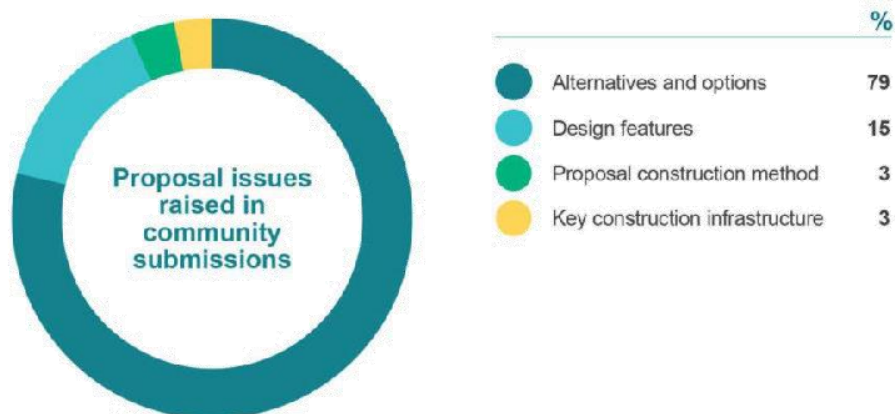 Proposal issues
raised in
community
submissions
%
Alternatives and options 79
Design features 15
Proposal construction method 3
Key construction infrastructure 3